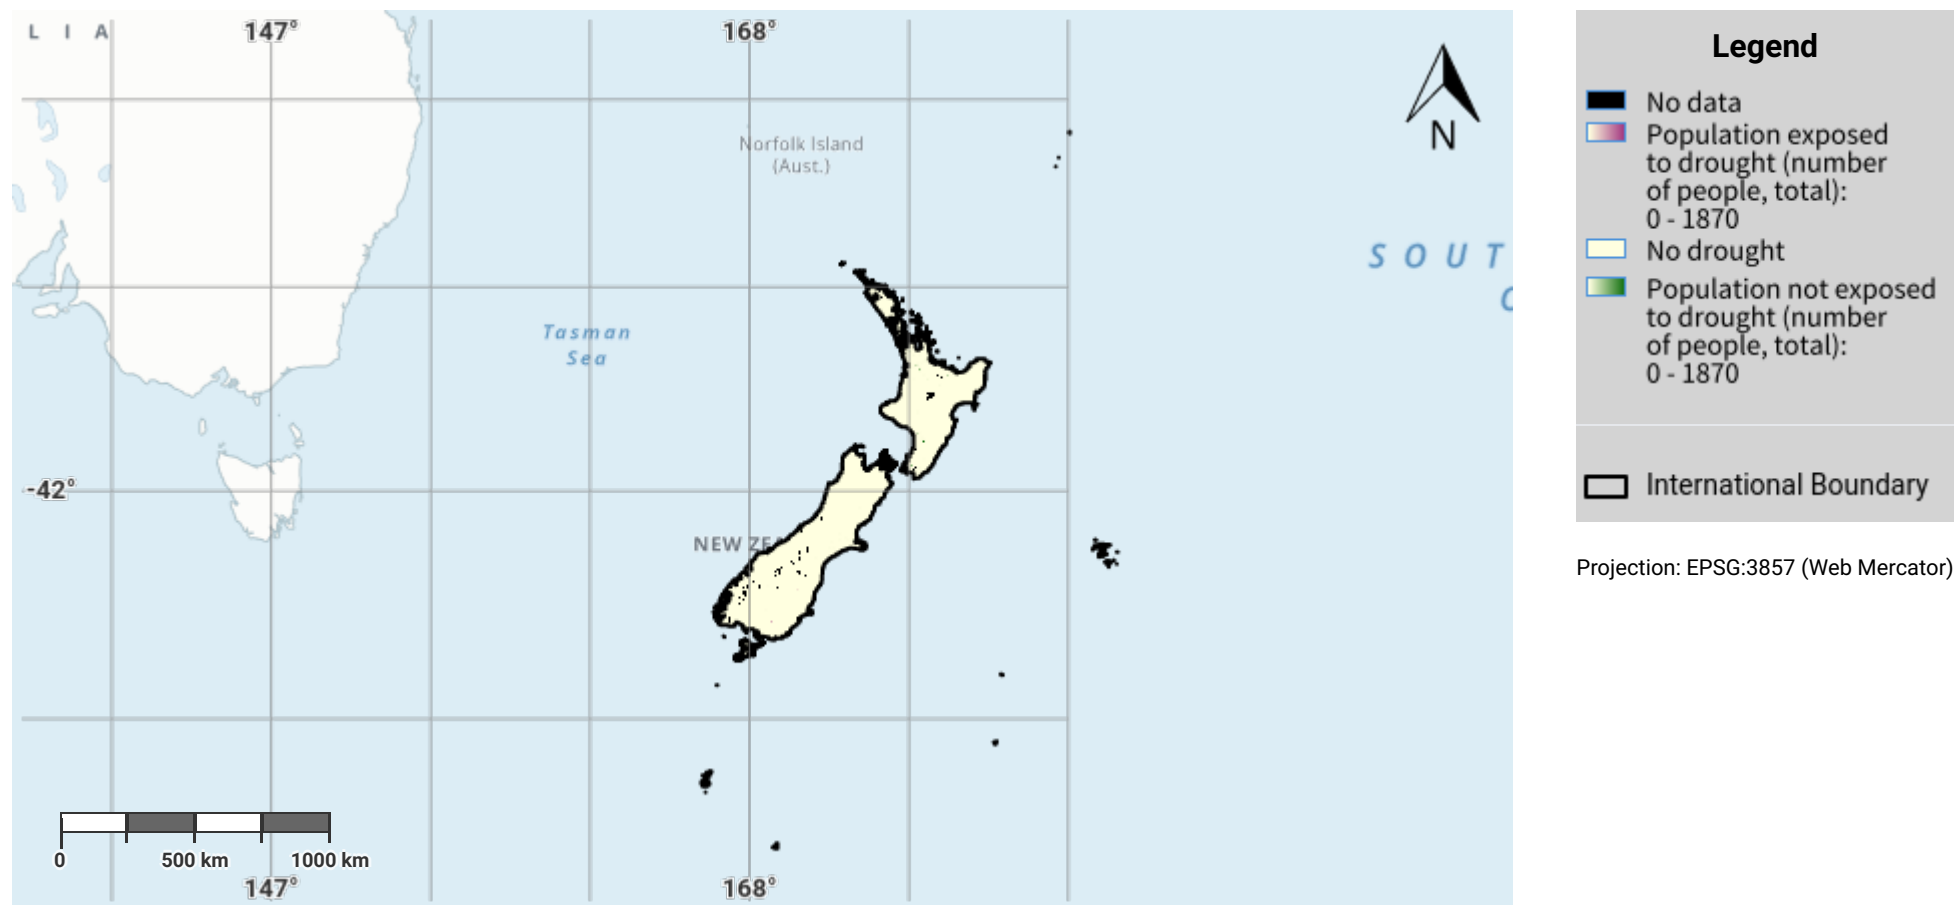 L I A
147°
168°
Norfolk Island
(Aust.)
N
SOUT
Tasman
Sea
-42°
NEW ZEA
0
500 km
1000 km
147°
168°
Legend
No data
Population exposed
to drought (number
of people, total):
0 - 1870
No drought
Population not exposed
to drought (number
of people, total):
0 - 1870
International Boundary
Projection: EPSG:3857 (Web Mercator)